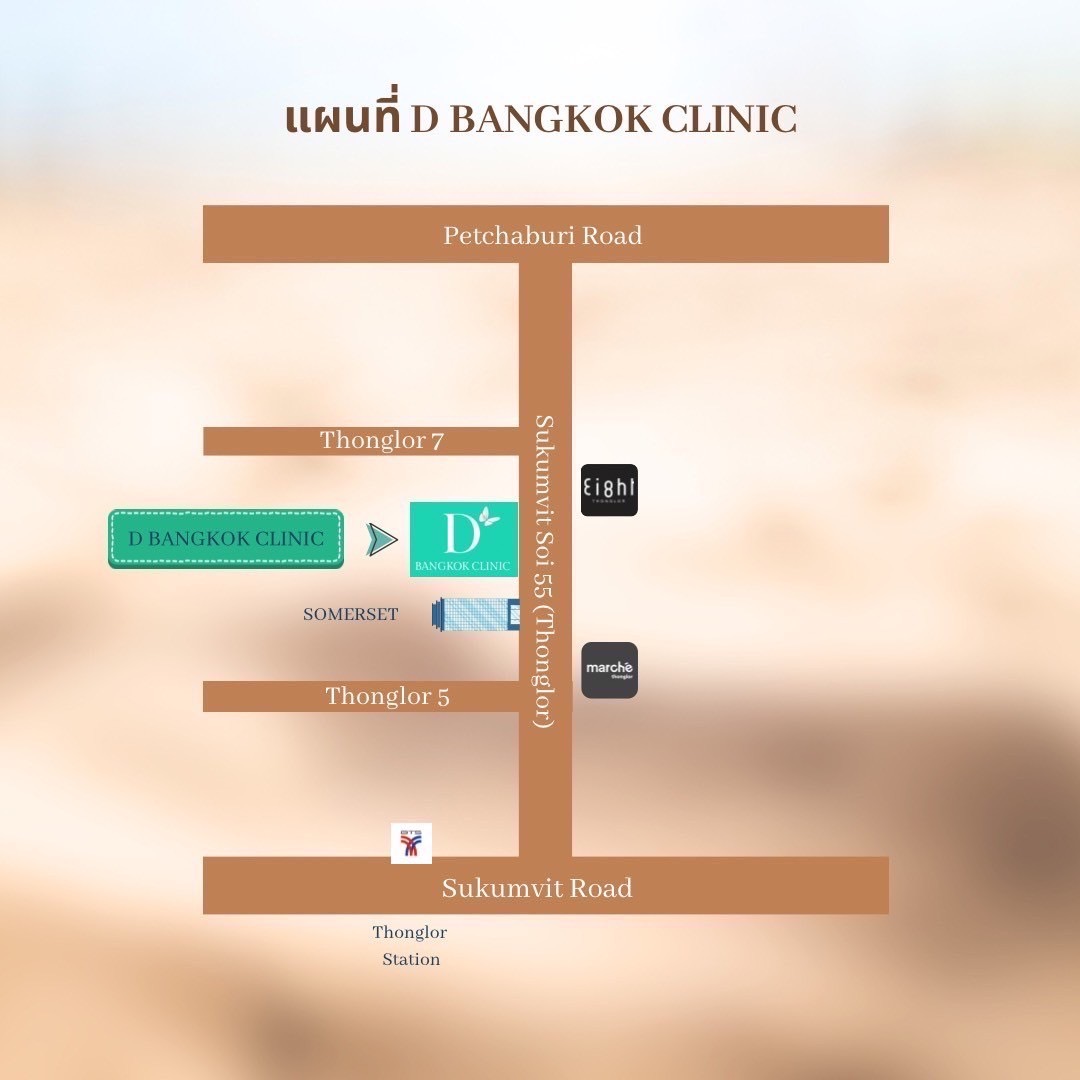 แผนที่ D BANGKOK CLINIC
Petchaburi Road
Thonglor 7
Sukumvit Soi 55 (Thonglor)
Eight
THONGLOR
D BANGKOK CLINIC
D
BANGKOK CLINIC
SOMERSET
marché
thonglor
Thonglor 5
BTS
Sukumvit Road
Thonglor
Station